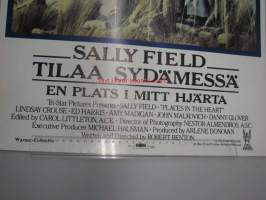 SALLY FIELD
TILAA SYDÄMESSÄ
EN PLATS I MITT HJÄRTA
Tri-Star Pictures Presents · SALLY FIELD · "PLACES IN THE HEART"
LINDSAY CROUSE · ED HARRIS · AMY MADIGAN · JOHN MALKOVICH · DANNY GLOVER
Edited by CAROL LITTLETON, A.C.E. · Director of Photography NESTOR ALMENDROS, A.S.C.
Executive Producer MICHAEL HAUSMAN · Produced by ARLENE DONOVAN
Written and Directed by ROBERT BENTON
Warner-Columbia